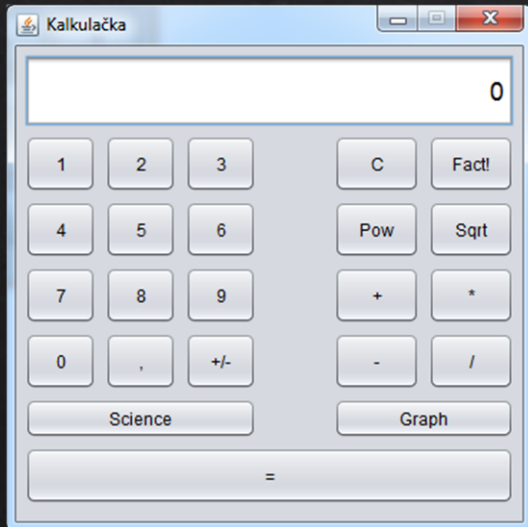 Kalkulačka
0
1 2 3 C Fact!
4 5 6 Pow Sqrt
7 8 9 + *
0 , +/- - /
Science Graph
=